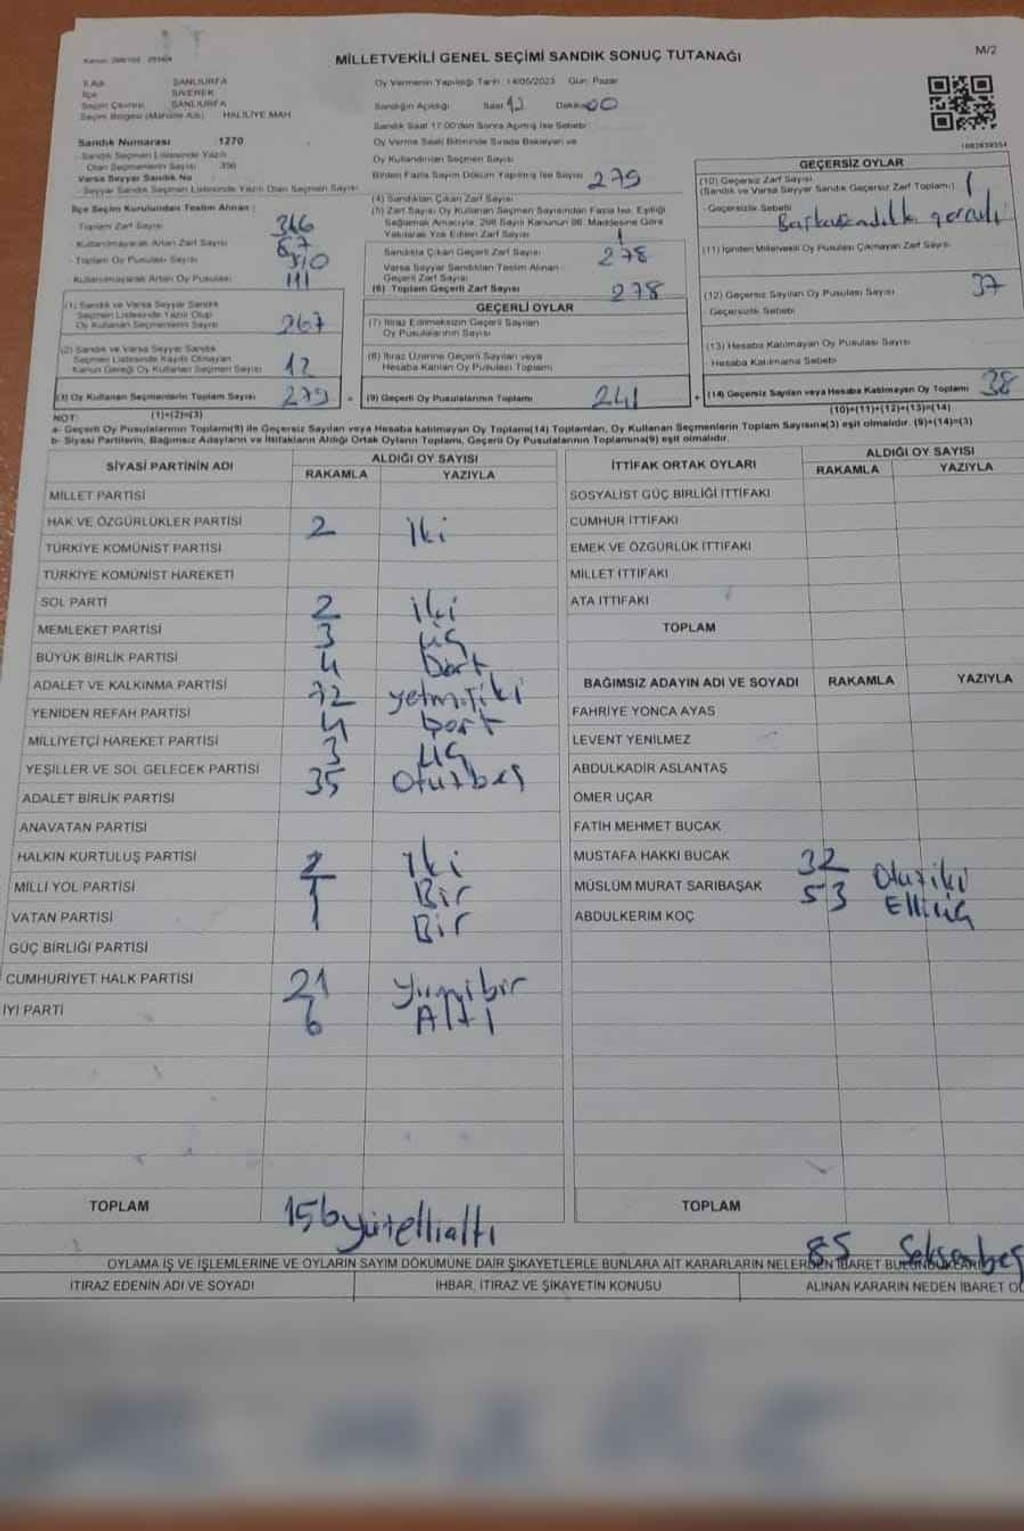 MİLLETVEKİLİ GENEL SEÇİMİ SANDIK SONUÇ TUTANAĞI
M/2
İl Adı ŞANLIURFA
İlçe SİVEREK
Seçim Çevresi ŞANLIURFA
Seçim Bölgesi (Mahalle Adı) HALİLİYE MAH
Sandık Numarası 1270
Sandık Seçmen Listesinde Yazılı
Olan Seçmenlerin Sayısı
Varsa Seyyar Sandık No
Seyyar Sandık Seçmen Listesinde Yazılı Olan Seçmen Sayısı
İlçe Seçim Kurulundan Teslim Alınan :
Toplam Zarf Sayısı 346
Kullanılmayarak Artan Zarf Sayısı 67
Toplam Oy Pusulası Sayısı
Kullanılmayarak Artan Oy Pusulası 111
(1) Sandık ve Varsa Seyyar Sandık
Seçmen Listesinde Yazılı Olup
Oy Kullanan Seçmenlerin Sayısı 267
(2) Sandık ve Varsa Seyyar Sandık
Seçmen Listesinde Kayıtlı Olmayan
Kanun Gereği Oy Kullanan Seçmen Sayısı 12
(3) Oy Kullanan Seçmenlerin Toplam Sayısı 279
Oy Vermenin Yapıldığı Tarih : 14/05/2023 Gün: Pazar
Sandığın Açıldığı Saat 17 Dakika 00
Sandık Saat 17:00'den Sonra Açılmış İse Sebebi
Oy Verme Saati Bitiminde Sırada Bekleyen ve
Oy Kullandırılan Seçmen Sayısı
Birden Fazla Sayım Döküm Yapılmış İse Sayısı
(4) Sandıktan Çıkan Zarf Sayısı 279
(5) Zarf Sayısı Oy Kullanan Seçmen Sayısından Fazla İse, Eşitliği
Sağlamak Amacıyla, 298 Sayılı Kanunun 98. Maddesine Göre
Yakılarak Yok Edilen Zarf Sayısı
Sandıkta Çıkan Geçerli Zarf Sayısı 278
Varsa Seyyar Sandıktan Teslim Alınan
Geçerli Zarf Sayısı
(6) Toplam Geçerli Zarf Sayısı 278
GEÇERLİ OYLAR
(7) İtiraz Edilmeksizin Geçerli Sayılan
Oy Pusulalarının Sayısı
(8) İtiraz Üzerine Geçerli Sayılan veya
Hesaba Katılan Oy Pusulası Toplamı
(9) Geçerli Oy Pusulalarının Toplamı 241
GEÇERSİZ OYLAR
(10) Geçersiz Zarf Sayısı
(Sandık ve Varsa Seyyar Sandık Geçersiz Zarf Toplamı) 1
Geçersizlik Sebebi
(11) İçinden Milletvekili Oy Pusulası Çıkmayan Zarf Sayısı
(12) Geçersiz Sayılan Oy Pusulası Sayısı 37
Geçersizlik Sebebi
(13) Hesaba Katılmayan Oy Pusulası Sayısı
Hesaba Katılmama Sebebi
(14) Geçersiz Sayılan veya Hesaba Katılmayan Oy Toplamı 38
NOT: (1)+(2)=(3) (10)+(11)+(12)+(13)=(14)
a- Geçerli Oy Pusulalarının Toplamı(9) ile Geçersiz Sayılan veya Hesaba katılmayan Oy Toplamı(14) Toplamları, Oy Kullanan Seçmenlerin Toplam Sayısına(3) eşit olmalıdır. (9)+(14)=(3)
b- Siyasi Partilerin, Bağımsız Adayların ve İttifakların Aldığı Ortak Oyların Toplamı, Geçerli Oy Pusulalarının Toplamına(9) eşit olmalıdır.
SİYASİ PARTİNİN ADI ALDIĞI OY SAYISI
RAKAMLA YAZIYLA
MİLLET PARTİSİ
HAK VE ÖZGÜRLÜKLER PARTİSİ 2 iki
TÜRKİYE KOMÜNİST PARTİSİ
TÜRKİYE KOMÜNİST HAREKETİ
SOL PARTİ 2 iki
MEMLEKET PARTİSİ 3 üç
BÜYÜK BİRLİK PARTİSİ 4 Dört
ADALET VE KALKINMA PARTİSİ 72 yetmişiki
YENİDEN REFAH PARTİSİ 4 Dört
MİLLİYETÇİ HAREKET PARTİSİ 3 üç
YEŞİLLER VE SOL GELECEK PARTİSİ 35 Otuzbeş
ADALET BİRLİK PARTİSİ
ANAVATAN PARTİSİ
HALKIN KURTULUŞ PARTİSİ 2 iki
MİLLİ YOL PARTİSİ 1 Bir
VATAN PARTİSİ 1 Bir
GÜÇ BİRLİĞİ PARTİSİ
CUMHURİYET HALK PARTİSİ 21 yirmibir
İYİ PARTİ 6 Altı
TOPLAM 156 yüzelliatı
İTTİFAK ORTAK OYLARI ALDIĞI OY SAYISI
RAKAMLA YAZIYLA
SOSYALİST GÜÇ BİRLİĞİ İTTİFAKI
CUMHUR İTTİFAKI
EMEK VE ÖZGÜRLÜK İTTİFAKI
MİLLET İTTİFAKI
ATA İTTİFAKI
TOPLAM
BAĞIMSIZ ADAYIN ADI VE SOYADI RAKAMLA YAZIYLA
FAHRİYE YONCA AYAS
LEVENT YENİLMEZ
ABDULKADİR ASLANTAŞ
ÖMER UÇAR
FATİH MEHMET BUCAK
MUSTAFA HAKKI BUCAK 32 Otuziki
MÜSLÜM MURAT SARIBAŞAK 53 Elliüç
ABDULKERİM KOÇ
TOPLAM 85 Seksenbeş
OYLAMA İŞ VE İŞLEMLERİNE VE OYLARIN SAYIM DÖKÜMÜNE DAİR ŞİKAYETLERLE BUNLARA AİT KARARLARIN NELERDEN İBARET
İTİRAZ EDENİN ADI VE SOYADI İHBAR, İTİRAZ VE ŞİKAYETİN KONUSU ALINAN KARARIN NEDEN İBARET